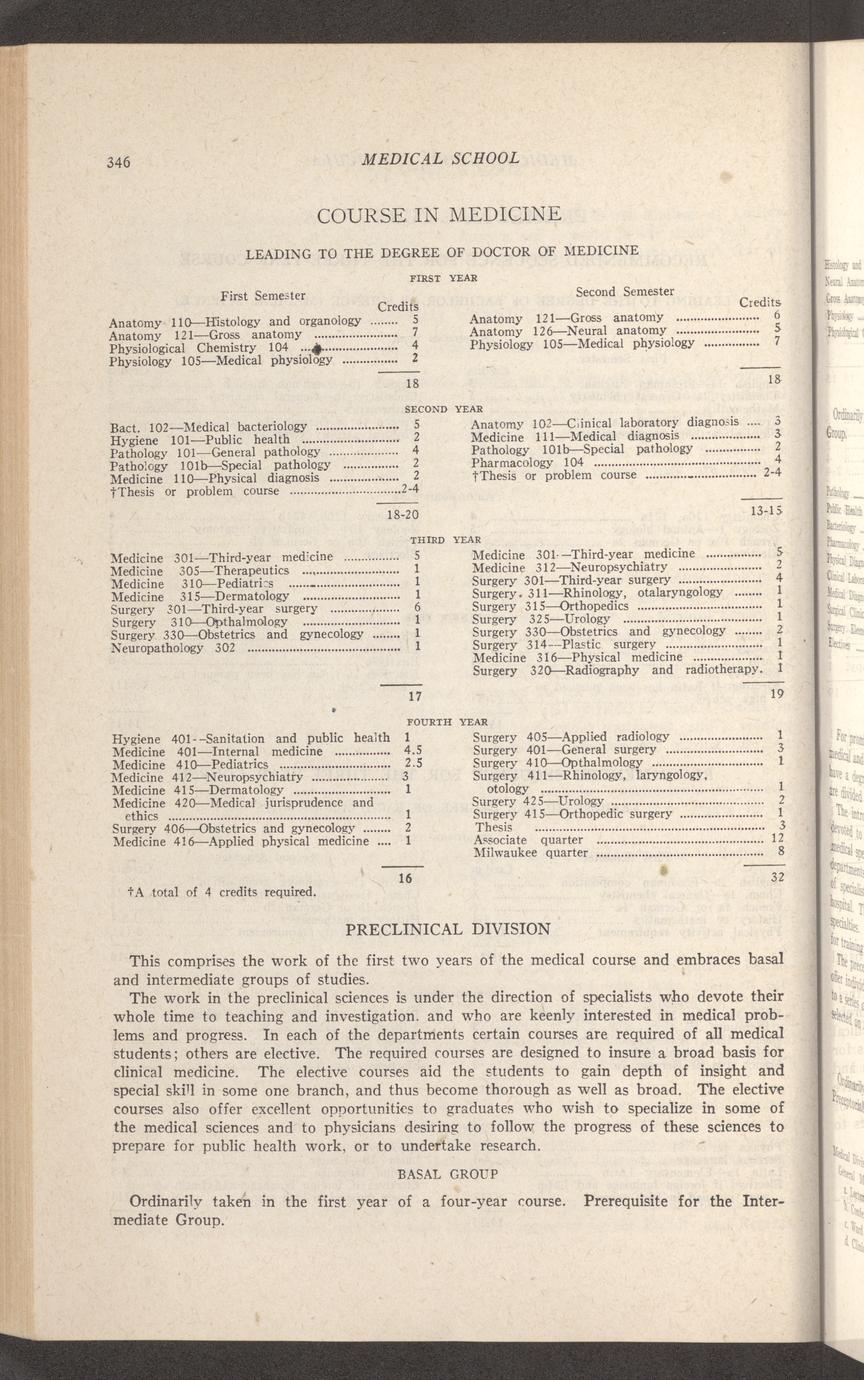 346
MEDICAL SCHOOL
COURSE IN MEDICINE
LEADING TO THE DEGREE OF DOCTOR OF MEDICINE
FIRST YEAR
First Semester
Credits
Anatomy 110—Histology and organology ........ 5
Anatomy 121—Gross anatomy ........................ 7
Physiological Chemistry 104 ........................ 4
Physiology 105—Medical physiology ............... 2
18
Second Semester
Credits
Anatomy 121—Gross anatomy ........................ 6
Anatomy 126—Neural anatomy ........................ 5
Physiology 105—Medical physiology ............... 7
18
SECOND YEAR
Bact. 102—Medical bacteriology ........................ 5
Hygiene 101—Public health ........................ 2
Pathology 101—General pathology .................... 4
Pathology 101b—Special pathology ............... 2
Medicine 110—Physical diagnosis .................... 2
†Thesis or problem course ..............................2-4
18-20
Anatomy 102—Clinical laboratory diagnosis .... 3
Medicine 111—Medical diagnosis .................... 3
Pathology 101b—Special pathology ............... 2
Pharmacology 104 ................................................ 4
†Thesis or problem course .............................. 2-4
13-15
THIRD YEAR
Medicine 301—Third-year medicine ............... 5
Medicine 305—Therapeutics ........................ 1
Medicine 310—Pediatrics ........................ 1
Medicine 315—Dermatology ........................ 1
Surgery 301—Third-year surgery .................... 6
Surgery 310—Opthalmology ........................ 1
Surgery 330—Obstetrics and gynecology ........ 1
Neuropathology 302 ........................................ 1
17
Medicine 301—Third-year medicine ............... 5
Medicine 312—Neuropsychiatry ........................ 2
Surgery 301—Third-year surgery ........................ 4
Surgery. 311—Rhinology, otalaryngology ........ 1
Surgery 315—Orthopedics ........................ 1
Surgery 325—Urology ........................ 1
Surgery 330—Obstetrics and gynecology ........ 2
Surgery 314—Plastic surgery ........................ 1
Medicine 316—Physical medicine .................... 1
Surgery 320—Radiography and radiotherapy. 1
19
FOURTH YEAR
Hygiene 401--Sanitation and public health 1
Medicine 401—Internal medicine ............... 4.5
Medicine 410—Pediatrics ........................ 2.5
Medicine 412—Neuropsychiatry .................... 3
Medicine 415—Dermatology ........................ 1
Medicine 420—Medical jurisprudence and
ethics ................................................ 1
Surgery 406—Obstetrics and gynecology ........ 2
Medicine 416—Applied physical medicine .... 1
16
Surgery 405—Applied radiology ........................ 1
Surgery 401—General surgery ........................ 3
Surgery 410—Opthalmology ........................ 1
Surgery 411—Rhinology, laryngology,
otology ................................................ 1
Surgery 425—Urology ........................................ 2
Surgery 415—Orthopedic surgery .................... 1
Thesis ................................................ 3
Associate quarter ........................................ 12
Milwaukee quarter ........................................ 8
32
†A total of 4 credits required.
PRECLINICAL DIVISION
This comprises the work of the first two years of the medical course and embraces basal
and intermediate groups of studies.
The work in the preclinical sciences is under the direction of specialists who devote their
whole time to teaching and investigation. and who are keenly interested in medical prob-
lems and progress. In each of the departments certain courses are required of all medical
students; others are elective. The required courses are designed to insure a broad basis for
clinical medicine. The elective courses aid the students to gain depth of insight and
special skill in some one branch, and thus become thorough as well as broad. The elective
courses also offer excellent opportunities to graduates who wish to specialize in some of
the medical sciences and to physicians desiring to follow the progress of these sciences to
prepare for public health work, or to undertake research.
BASAL GROUP
Ordinarily taken in the first year of a four-year course. Prerequisite for the Inter-
mediate Group.